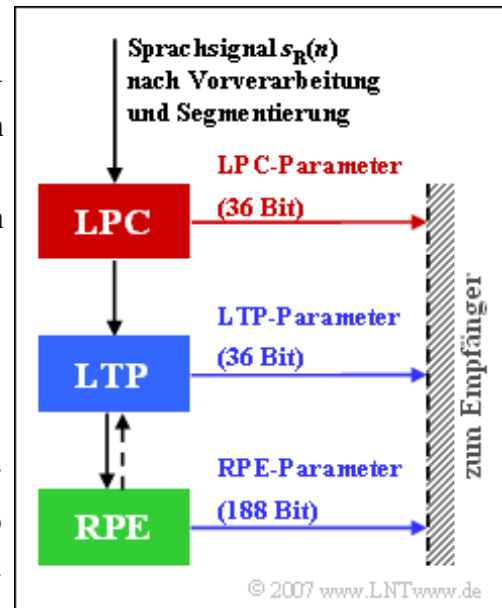 Sprachsignal s_R(n)
nach Vorverarbeitung
und Segmentierung
LPC-Parameter
LPC
(36 Bit)
LTP-Parameter
LTP
(36 Bit)
RPE-Parameter
RPE
(188 Bit)
zum Empfänger
© 2007 www.LNTwww.de